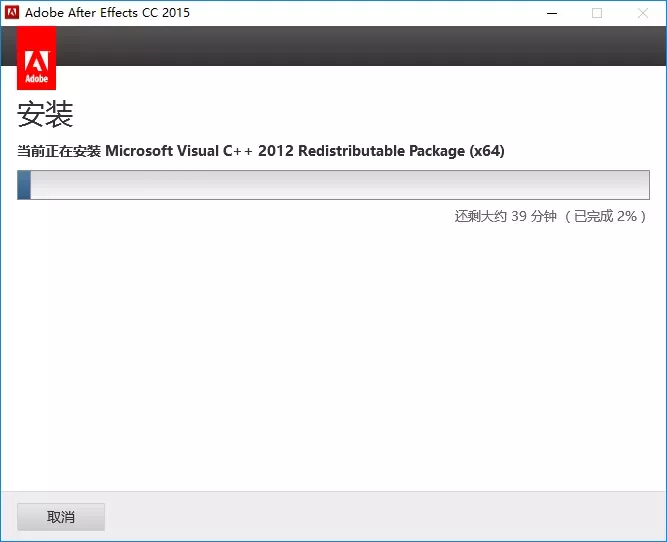 Adobe After Effects CC 2015
Adobe
安装
当前正在安装 Microsoft Visual C++ 2012 Redistributable Package (x64)
还剩大约 39 分钟 （已完成 2%）
取消